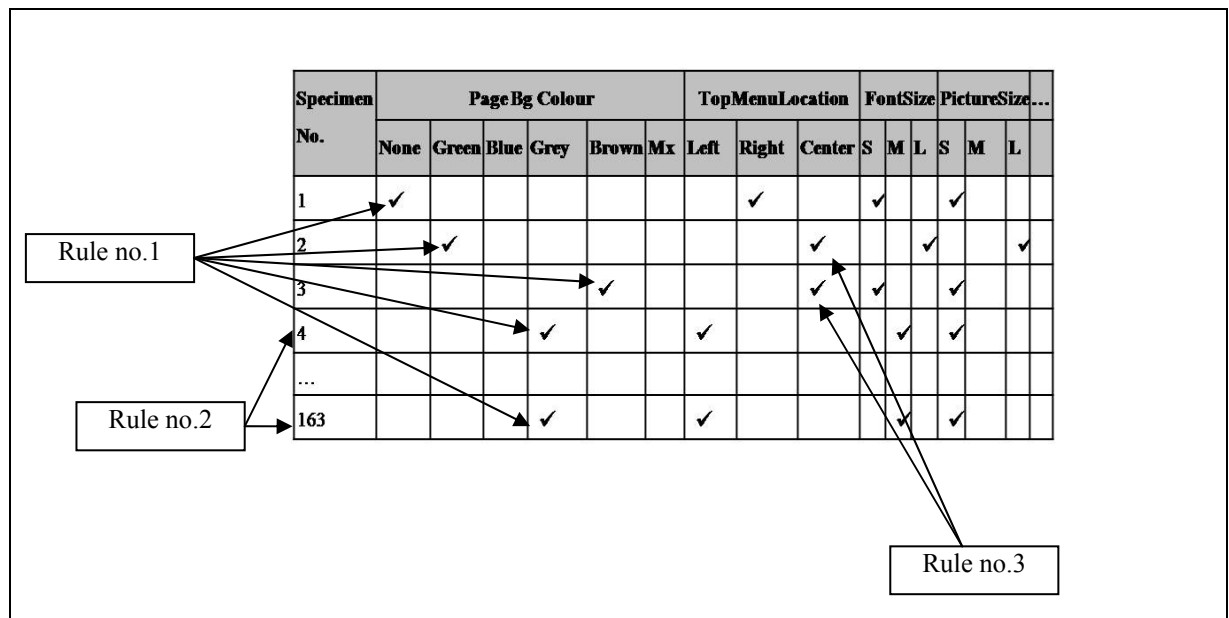 Specimen No. Page Bg Colour TopMenuLocation FontSize PictureSize ...
None Green Blue Grey Brown Mx Left Right Center S M L S M L
1 ✓ ✓ ✓ ✓
Rule no.1
2 ✓ ✓ ✓ ✓
3 ✓ ✓ ✓ ✓
4 ✓ ✓ ✓ ✓
...
Rule no.2
163 ✓ ✓ ✓ ✓
Rule no.3